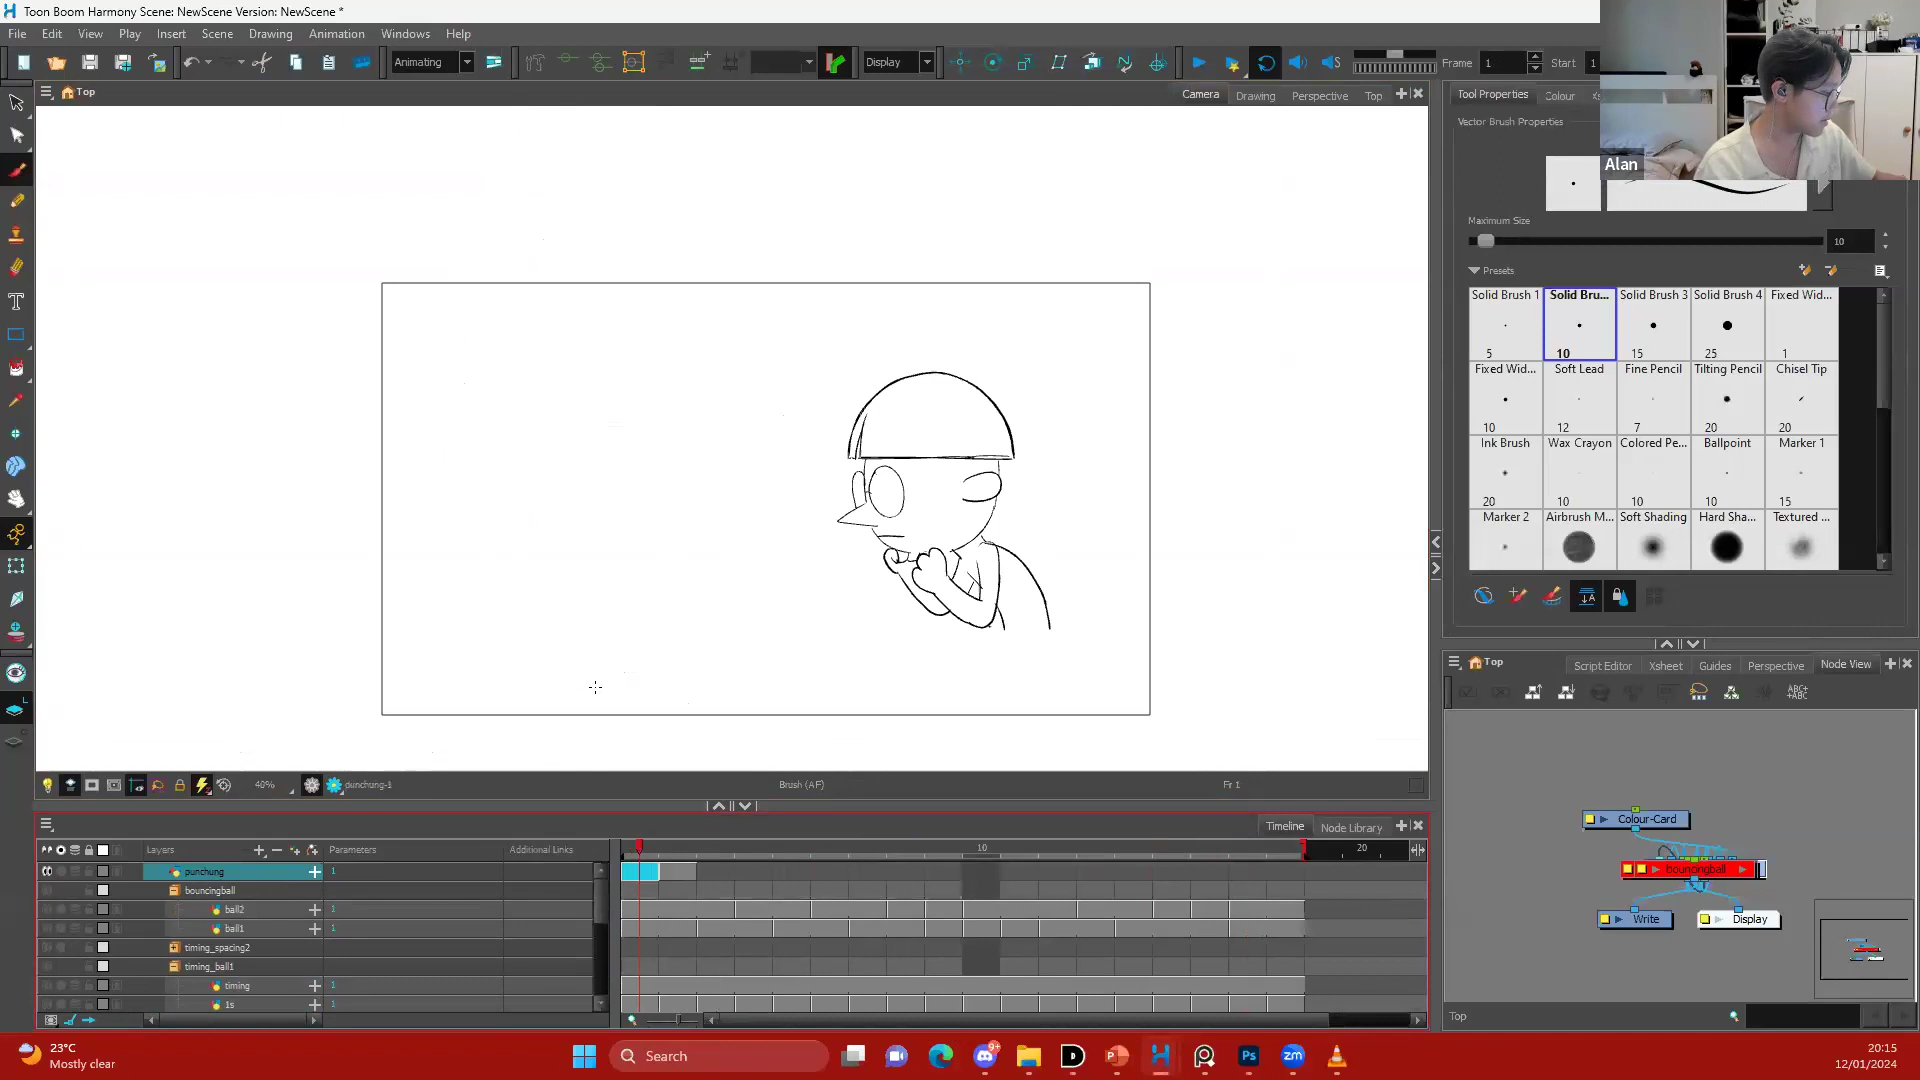 Toon Boom Harmony Scene: NewScene Version: NewScene *
File Edit View Play Insert Scene Drawing Animation Windows Help
Animating
Display
Frame 1 Start 1
Top
Camera Drawing Perspective Top
Tool Properties Colour
Alan
Vector Brush Properties
Maximum Size
10
Presets
Solid Brush 1 Solid Bru... Solid Brush 3 Solid Brush 4 Fixed Wid...
5 10 15 25 1
Fixed Wid... Soft Lead Fine Pencil Tilting Pencil Chisel Tip
10 12 7 20 20
Ink Brush Wax Crayon Colored Pe... Ballpoint Marker 1
20 10 10 10 15
Marker 2 Airbrush M... Soft Shading Hard Sha... Textured ...
Top
Script Editor Xsheet Guides Perspective Node View
ABC+
+ABC
40% punchung-1 Brush (AF) Fr 1
Timeline Node Library
Layers Parameters Additional Links
10 20
punchung 1
bouncingball
ball2 1
ball1 1
timing_spacing2
timing_ball1
timing 1
1s 1
Colour-Card
bouncingball
Write Display
Top
23°C
Mostly clear
Search
9+
D
Ps
zm
20:15
12/01/2024